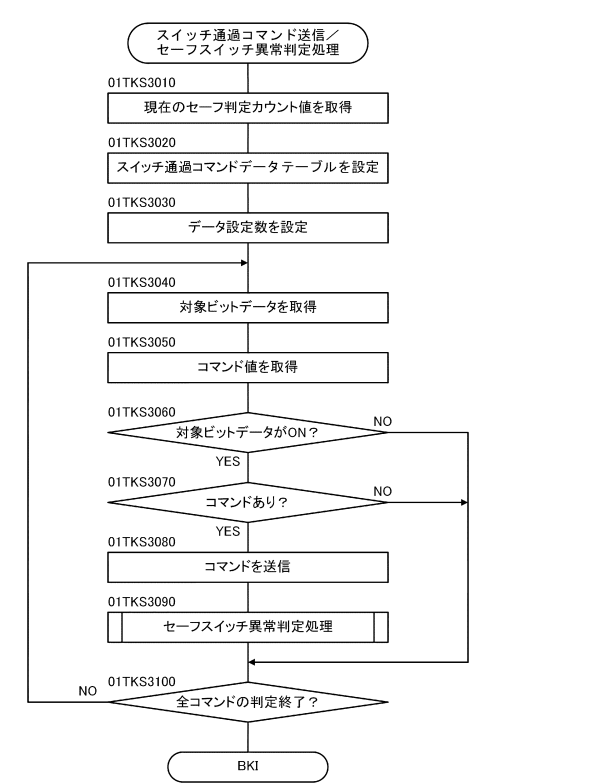 スイッチ通過コマンド送信／
セーフスイッチ異常判定処理
01TKS3010
現在のセーフ判定カウント値を取得
01TKS3020
スイッチ通過コマンドデータテーブルを設定
01TKS3030
データ設定数を設定
01TKS3040
対象ビットデータを取得
01TKS3050
コマンド値を取得
01TKS3060
対象ビットデータがON？
NO
YES
01TKS3070
コマンドあり？
NO
YES
01TKS3080
コマンドを送信
01TKS3090
セーフスイッチ異常判定処理
01TKS3100
NO
全コマンドの判定終了？
BKI